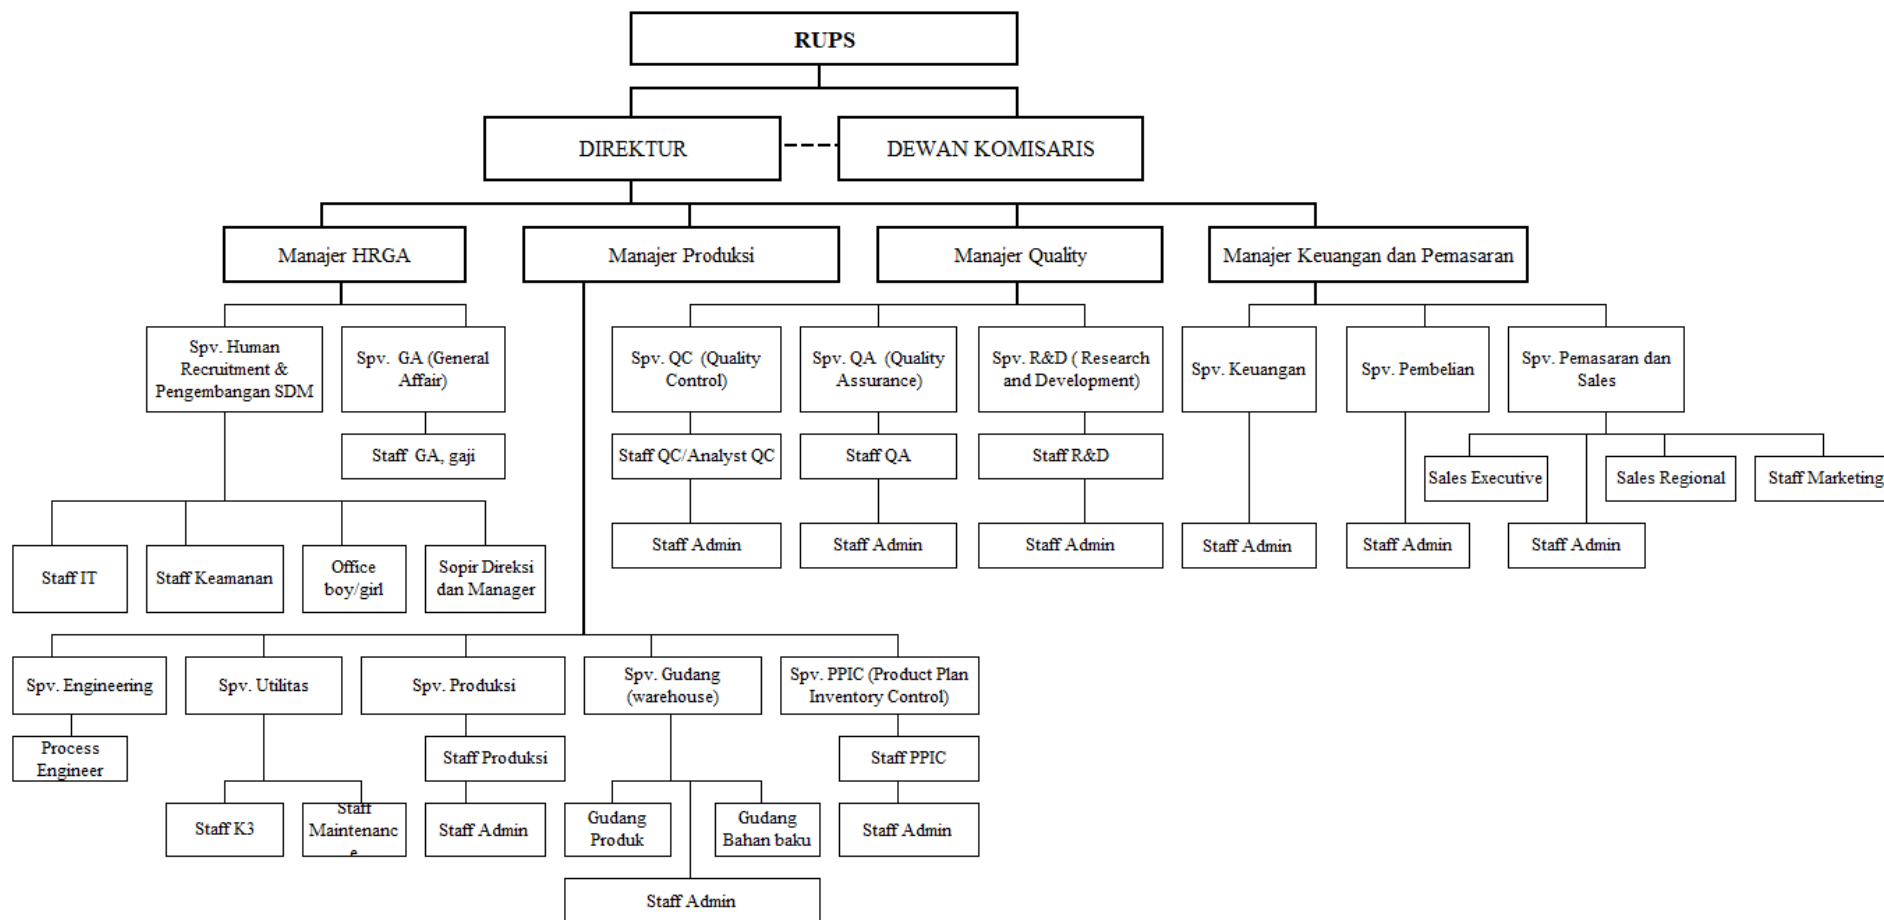 RUPS
DIREKTUR
DEWAN KOMISARIS
Manajer HRGA
Manajer Produksi
Manajer Quality
Manajer Keuangan dan Pemasaran
Spv. Human
Recruitment &
Pengembangan SDM
Spv. GA (General
Affair)
Spv. QC (Quality
Control)
Spv. QA (Quality
Assurance)
Spv. R&D ( Research
and Development)
Spv. Keuangan
Spv. Pembelian
Spv. Pemasaran dan
Sales
Staff GA, gaji
Staff QC/Analyst QC
Staff QA
Staff R&D
Sales Executive
Sales Regional
Staff Marketing
Staff IT
Staff Keamanan
Office
boy/girl
Sopir Direksi
dan Manager
Staff Admin
Staff Admin
Staff Admin
Staff Admin
Staff Admin
Staff Admin
Spv. Engineering
Spv. Utilitas
Spv. Produksi
Spv. Gudang
(warehouse)
Spv. PPIC (Product Plan
Inventory Control)
Process
Engineer
Staff Produksi
Staff PPIC
Staff K3
Staff
Maintenanc
e
Staff Admin
Gudang
Produk
Gudang
Bahan baku
Staff Admin
Staff Admin